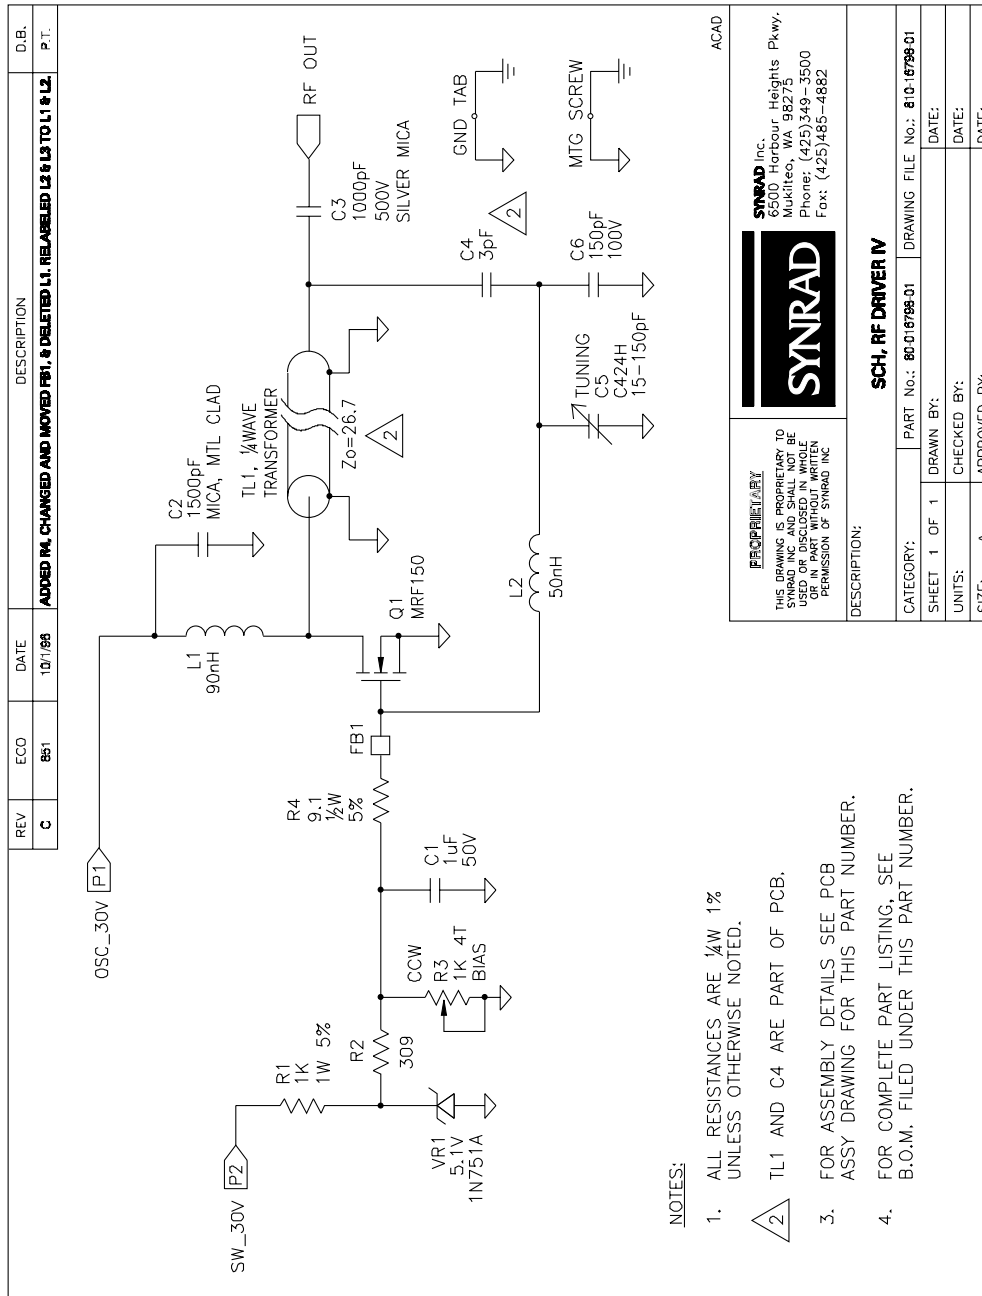 REV ECO DATE DESCRIPTION D.B.
C 851 10/1/96 ADDED R4, CHANGED AND MOVED FB1, & DELETED L1. RELABELED L2 & L3 TO L1 & L2. P.T.
OSC_30V P1
SW_30V P2
R1
1K
1W 5%
VR1
5.1V
1N751A
R2
309
CCW
R3
1K 4T
BIAS
C1
1uF
50V
R4
9.1
½W
5%
FB1
L1
90nH
C2
1500pF
MICA, MTL CLAD
Q1
MRF150
TL1, ¼WAVE
TRANSFORMER
Zo=26.7
2
L2
50nH
C3
1000pF
500V
SILVER MICA
RF OUT
C4
3pF
2
TUNING
C5
C424H
15-150pF
C6
150pF
100V
GND TAB
MTG SCREW
NOTES:
1. ALL RESISTANCES ARE ¼W 1%
UNLESS OTHERWISE NOTED.
2 TL1 AND C4 ARE PART OF PCB.
3. FOR ASSEMBLY DETAILS SEE PCB
ASSY DRAWING FOR THIS PART NUMBER.
4. FOR COMPLETE PART LISTING, SEE
B.O.M. FILED UNDER THIS PART NUMBER.
ACAD
PROPRIETARY
THIS DRAWING IS PROPRIETARY TO
SYNRAD INC AND SHALL NOT BE
USED OR DISCLOSED IN WHOLE
OR IN PART WITHOUT WRITTEN
PERMISSION OF SYNRAD INC
SYNRAD
SYNRAD Inc.
6500 Harbour Heights Pkwy.
Mukilteo, WA 98275
Phone: (425)349-3500
Fax: (425)485-4882
DESCRIPTION:
SCH, RF DRIVER IV
CATEGORY: PART No.: 80-016798-01 DRAWING FILE No.: 810-16798-01
SHEET 1 OF 1 DRAWN BY: DATE:
UNITS: CHECKED BY: DATE:
SIZE: A APPROVED BY: DATE: